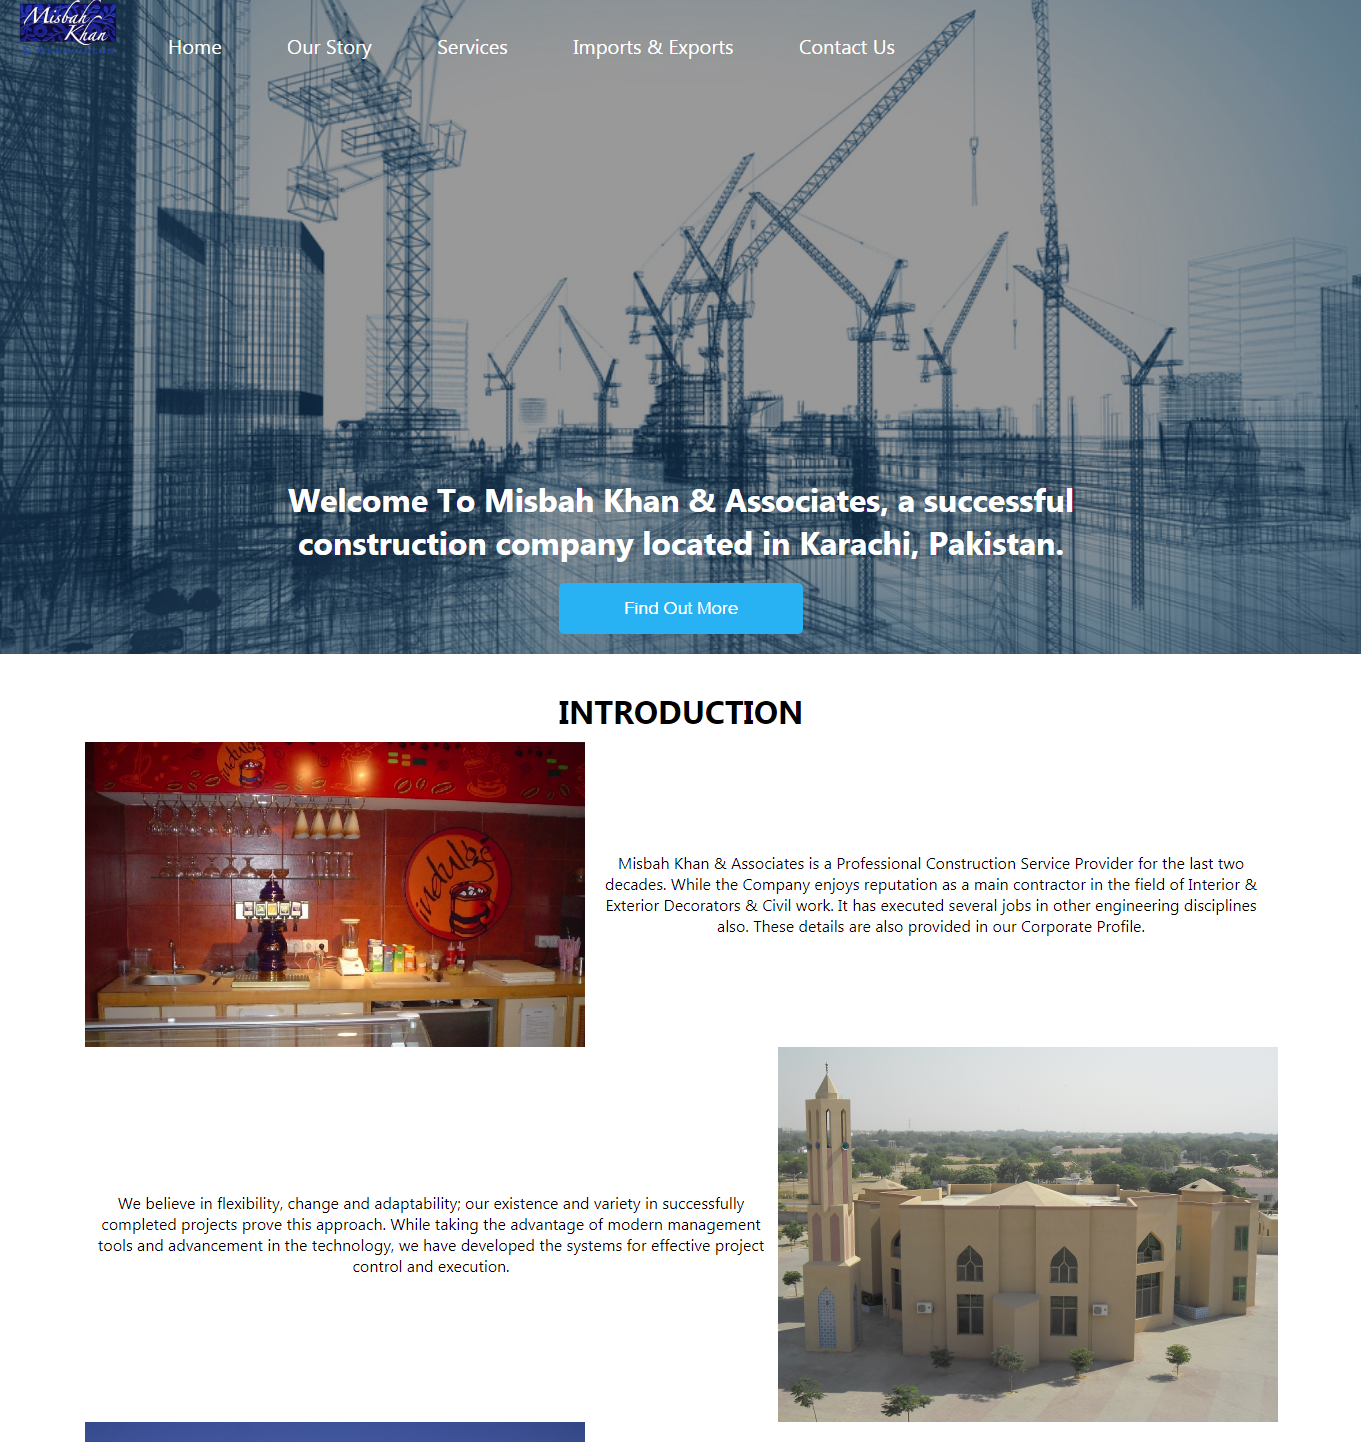 Misbah
Khan
Home
Our Story
Services
Imports & Exports
Contact Us
Welcome To Misbah Khan & Associates, a successful
construction company located in Karachi, Pakistan.
Find Out More
INTRODUCTION
indulge
indulge
Misbah Khan & Associates is a Professional Construction Service Provider for the last two
decades. While the Company enjoys reputation as a main contractor in the field of Interior &
Exterior Decorators & Civil work. It has executed several jobs in other engineering disciplines
also. These details are also provided in our Corporate Profile.
We believe in flexibility, change and adaptability; our existence and variety in successfully
completed projects prove this approach. While taking the advantage of modern management
tools and advancement in the technology, we have developed the systems for effective project
control and execution.